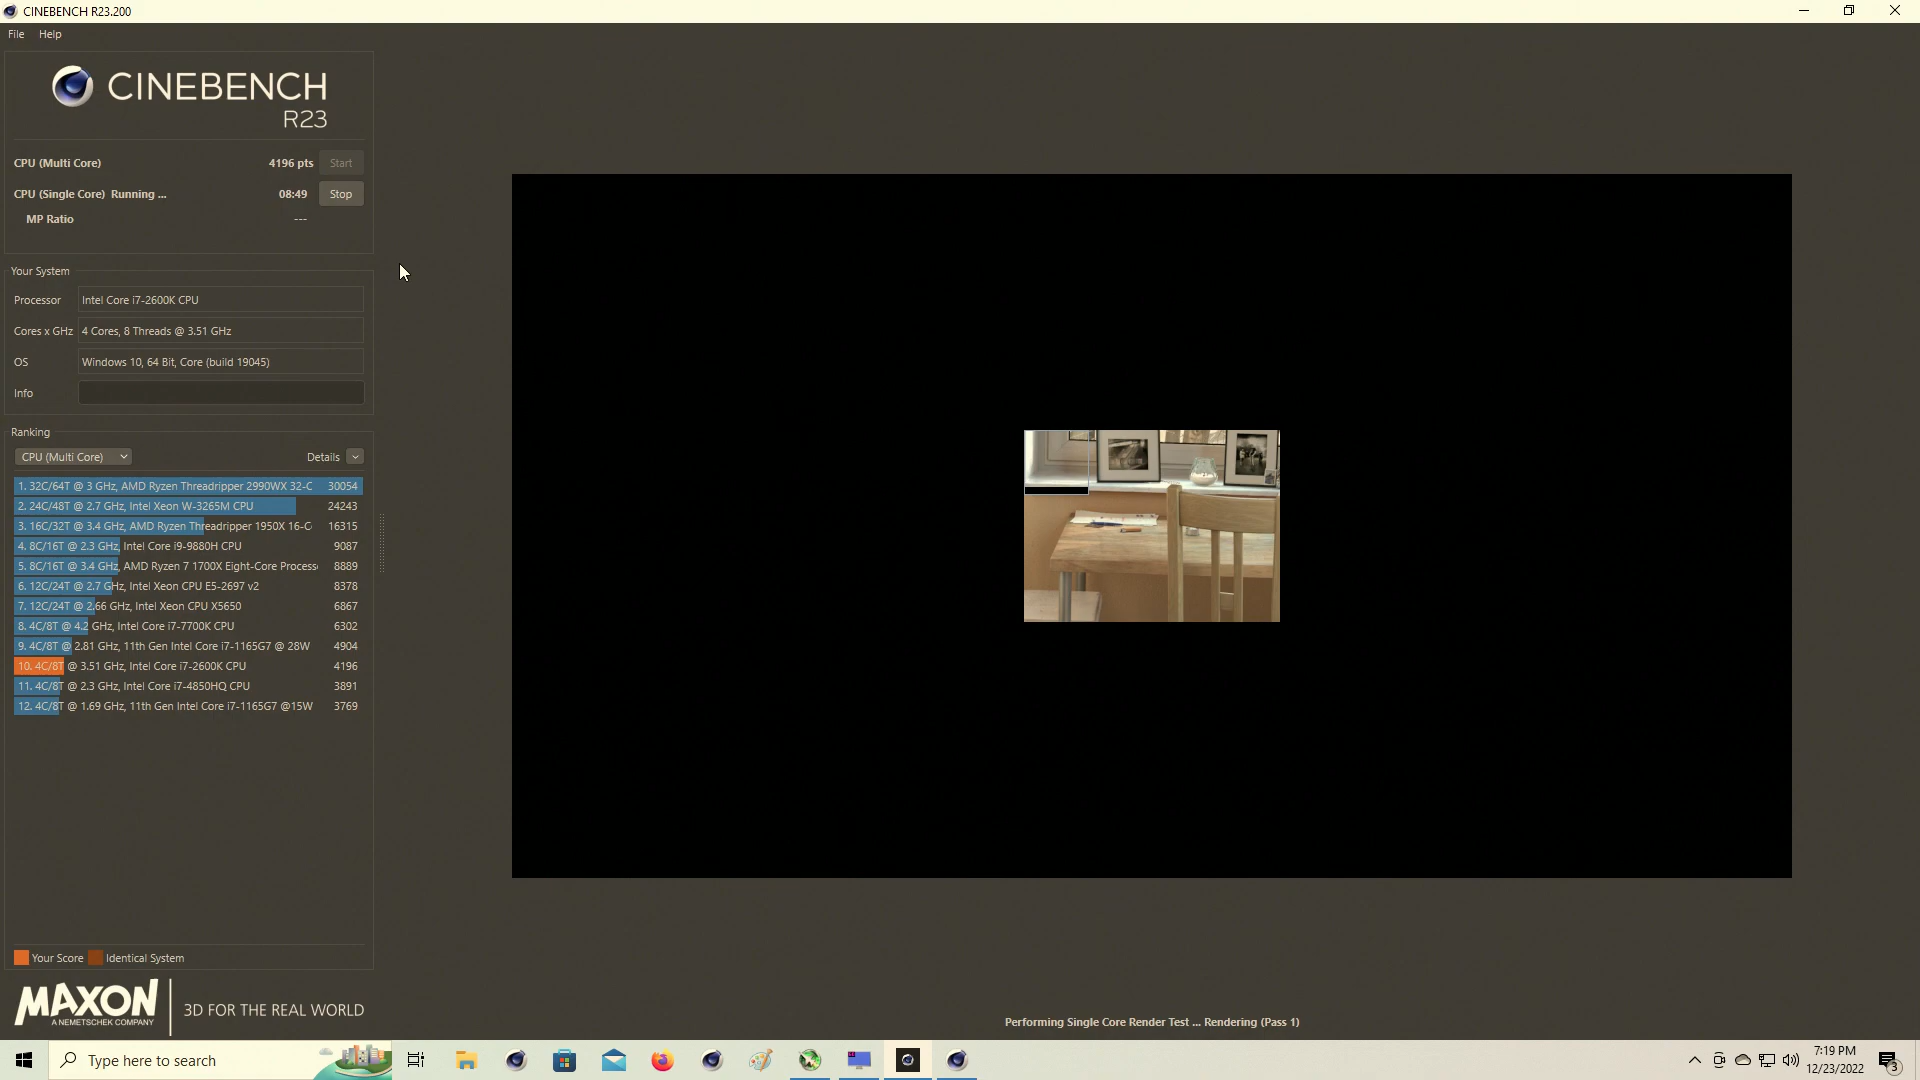 CINEBENCH R23.200
File Help
CINEBENCH
R23
CPU (Multi Core) 4196 pts Start
CPU (Single Core) Running ... 08:49 Stop
MP Ratio ---
Your System
Processor Intel Core i7-2600K CPU
Cores x GHz 4 Cores, 8 Threads @ 3.51 GHz
OS Windows 10, 64 Bit, Core (build 19045)
Info
Ranking
CPU (Multi Core) Details
1. 32C/64T @ 3 GHz, AMD Ryzen Threadripper 2990WX 32-C 30054
2. 24C/48T @ 2.7 GHz, Intel Xeon W-3265M CPU 24243
3. 16C/32T @ 3.4 GHz, AMD Ryzen Threadripper 1950X 16-C 16315
4. 8C/16T @ 2.3 GHz, Intel Core i9-9880H CPU 9087
5. 8C/16T @ 3.4 GHz, AMD Ryzen 7 1700X Eight-Core Process 8889
6. 12C/24T @ 2.7 GHz, Intel Xeon CPU E5-2697 v2 8378
7. 12C/24T @ 2.66 GHz, Intel Xeon CPU X5650 6867
8. 4C/8T @ 4.2 GHz, Intel Core i7-7700K CPU 6302
9. 4C/8T @ 2.81 GHz, 11th Gen Intel Core i7-1165G7 @ 28W 4904
10. 4C/8T @ 3.51 GHz, Intel Core i7-2600K CPU 4196
11. 4C/8T @ 2.3 GHz, Intel Core i7-4850HQ CPU 3891
12. 4C/8T @ 1.69 GHz, 11th Gen Intel Core i7-1165G7 @15W 3769
Your Score Identical System
MAXON
A NEMETSCHEK COMPANY
3D FOR THE REAL WORLD
Performing Single Core Render Test ... Rendering (Pass 1)
Type here to search
7:19 PM
12/23/2022
3